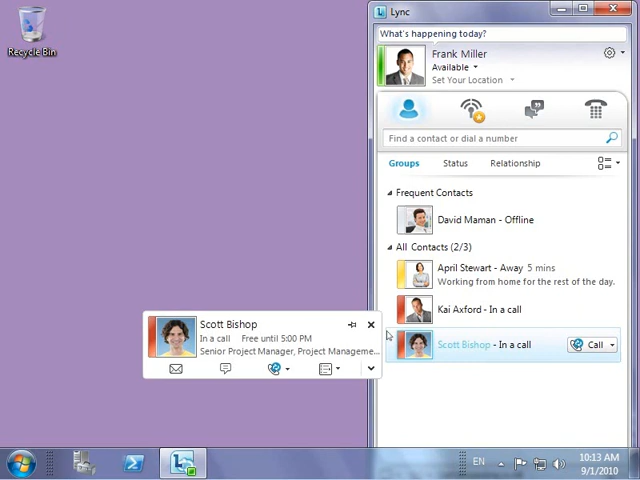 Recycle Bin
Lync
What's happening today?
Frank Miller
Available
Set Your Location
Find a contact or dial a number
Groups Status Relationship
Frequent Contacts
David Maman - Offline
All Contacts (2/3)
April Stewart - Away 5 mins
Working from home for the rest of the day.
Kai Axford - In a call
Scott Bishop - In a call Call
Scott Bishop
In a call Free until 5:00 PM
Senior Project Manager, Project Manageme...
EN
10:13 AM
9/1/2010